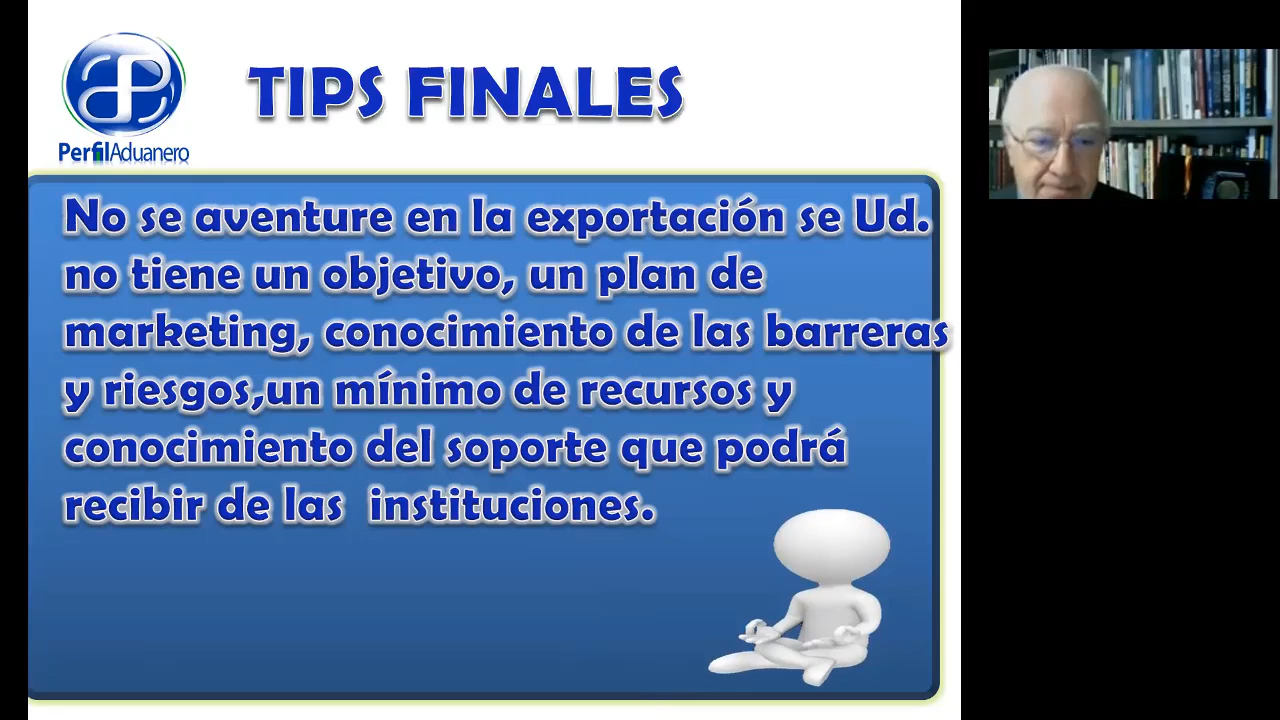 PerfilAduanero
TIPS FINALES
No se aventure en la exportación se Ud.
no tiene un objetivo, un plan de
marketing, conocimiento de las barreras
y riesgos,un mínimo de recursos y
conocimiento del soporte que podrá
recibir de las instituciones.